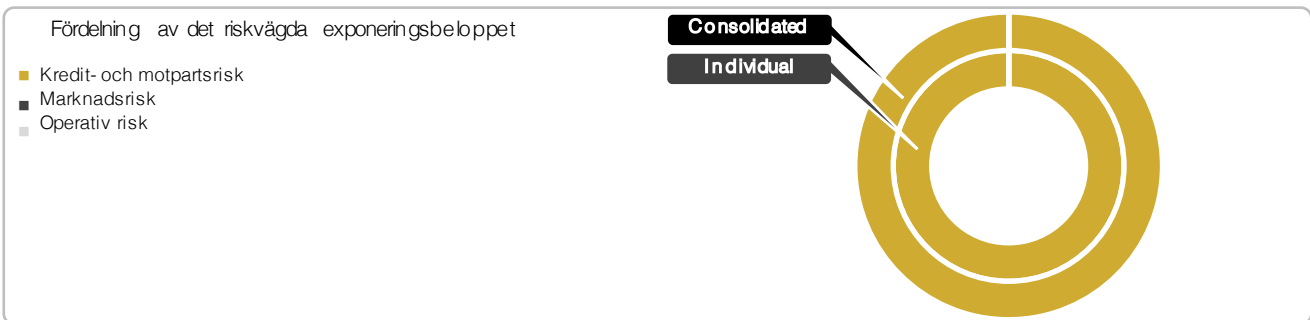 Fördelning av det riskvägda exponeringsbeloppet
Kredit- och motpartsrisk
Marknadsrisk
Operativ risk
Consolidated
Individual